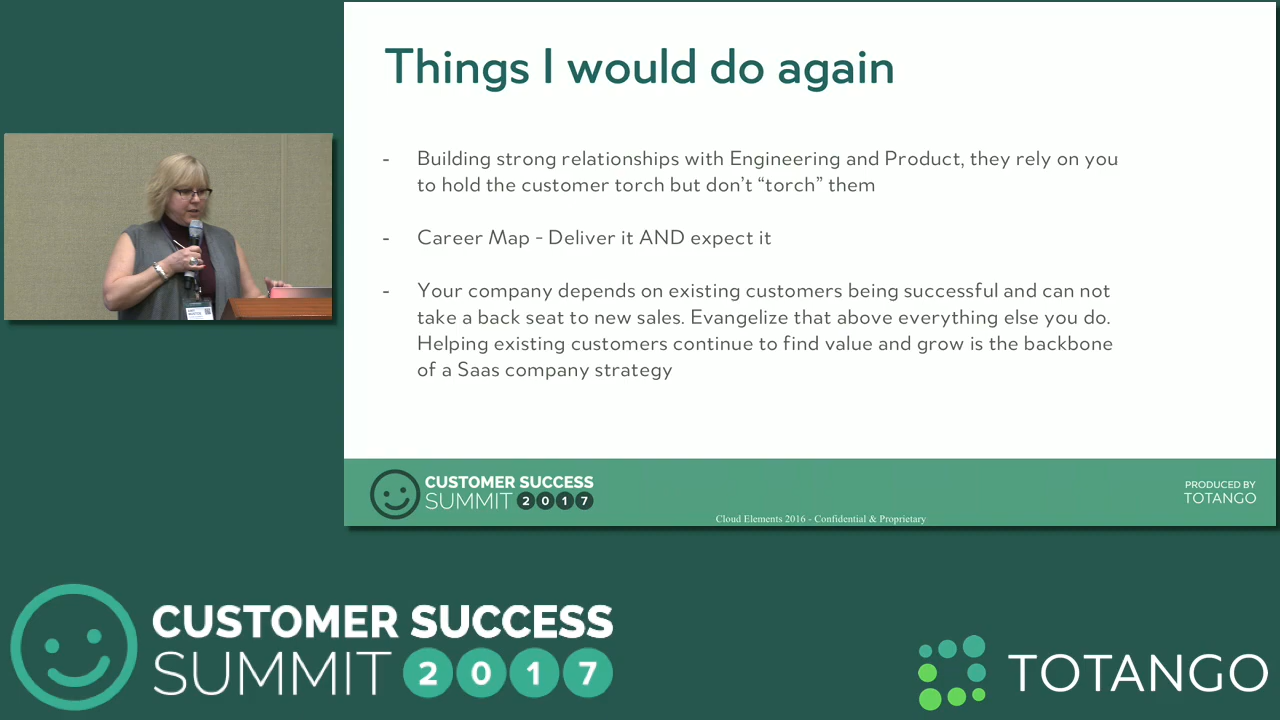 Things I would do again
- Building strong relationships with Engineering and Product, they rely on you
to hold the customer torch but don’t “torch” them
- Career Map - Deliver it AND expect it
- Your company depends on existing customers being successful and can not
take a back seat to new sales. Evangelize that above everything else you do.
Helping existing customers continue to find value and grow is the backbone
of a Saas company strategy
CUSTOMER SUCCESS
SUMMIT 2017
PRODUCED BY
TOTANGO
Cloud Elements 2016 - Confidential & Proprietary
CUSTOMER SUCCESS
SUMMIT 2017
TOTANGO